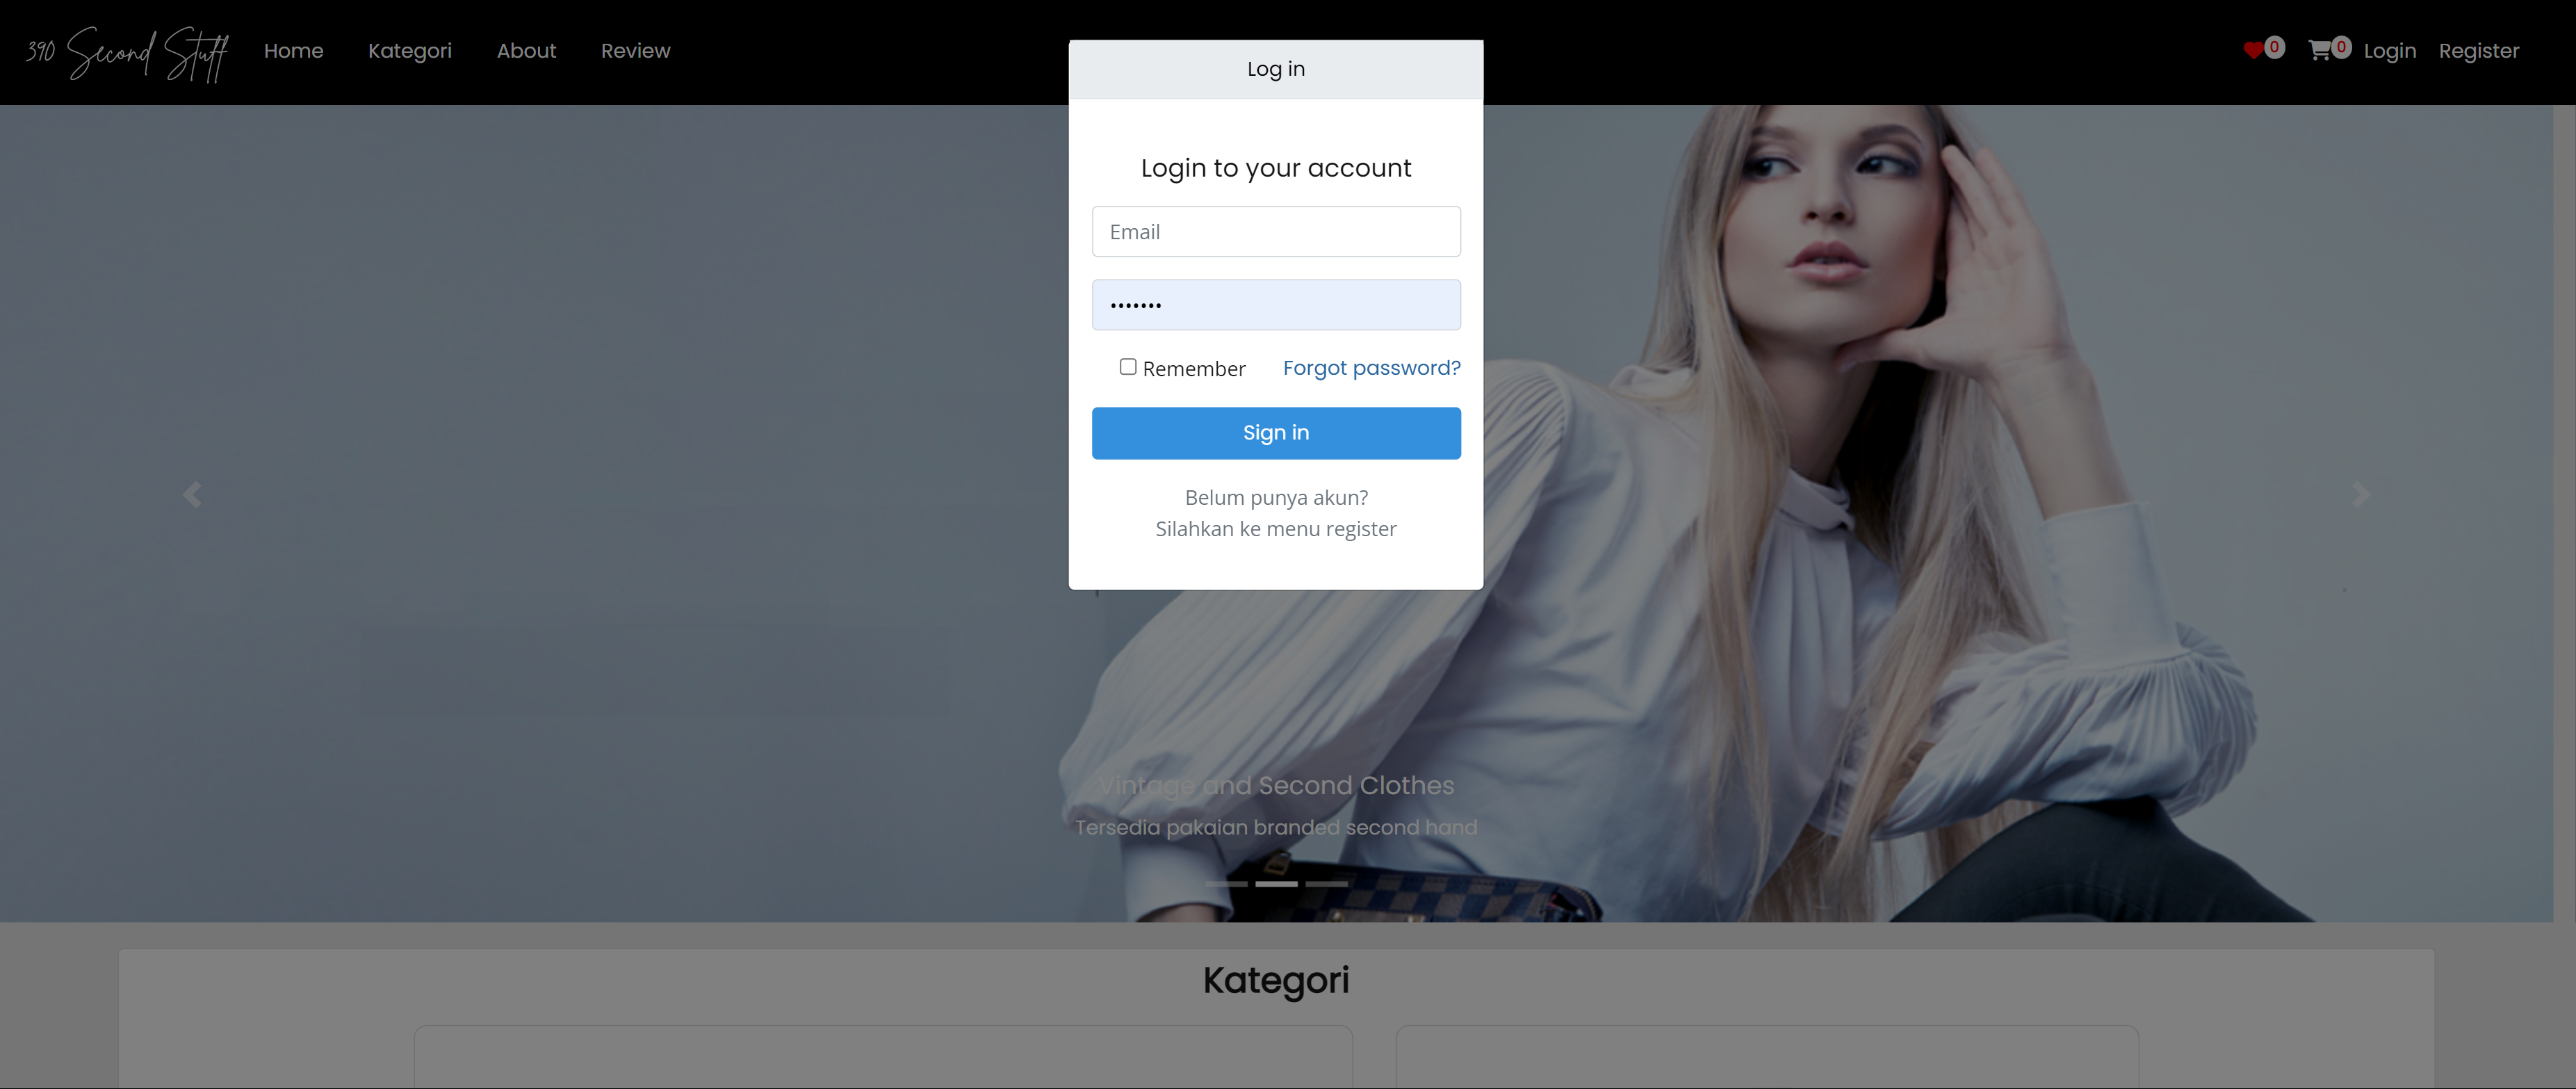 390 Second Stuff Home Kategori About Review
0 0 Login Register
Log in
Login to your account
Email
•••••••
Remember Forgot password?
Sign in
Belum punya akun?
Silahkan ke menu register
Vintage and Second Clothes
Tersedia pakaian branded second hand
Kategori